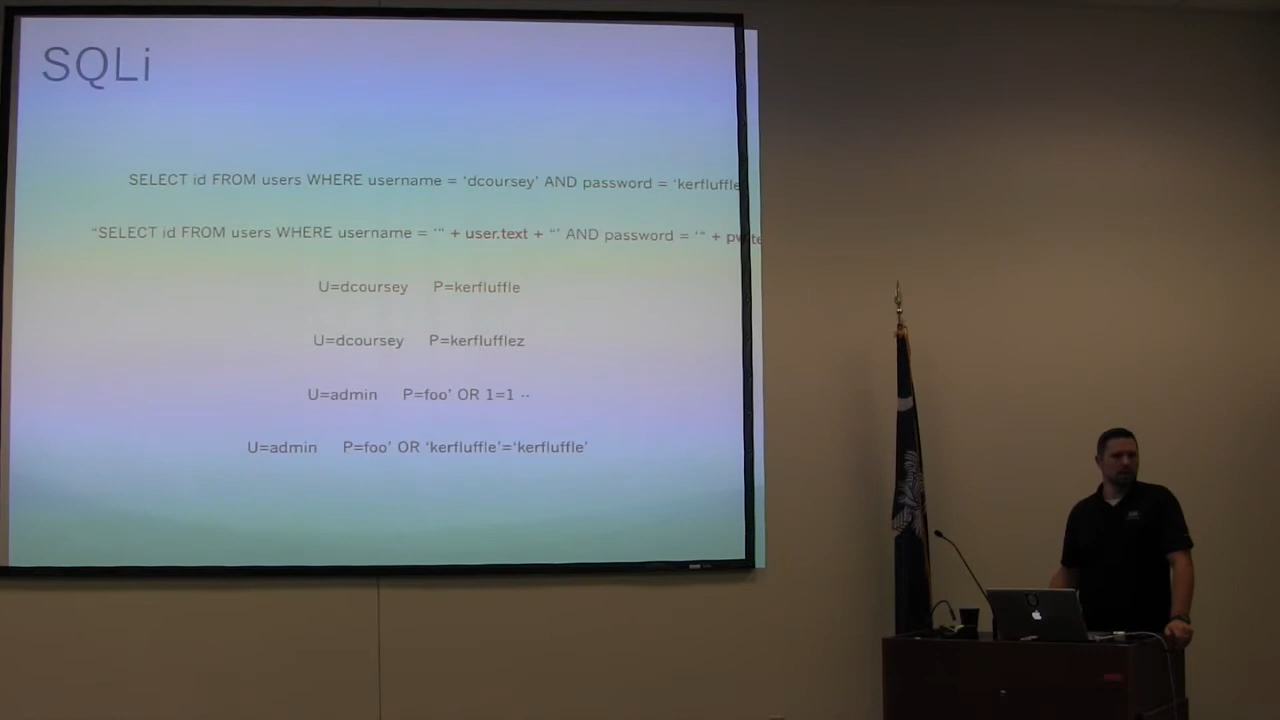 SQLi
SELECT id FROM users WHERE username = ‘dcoursey’ AND password = ‘kerfluffle
“SELECT id FROM users WHERE username = ‘“ + user.text + “’ AND password = ‘“ +
U=dcoursey P=kerfluffle
U=dcoursey P=kerflufflez
U=admin P=foo’ OR 1=1 --
U=admin P=foo’ OR ‘kerfluffle’=‘kerfluffle’